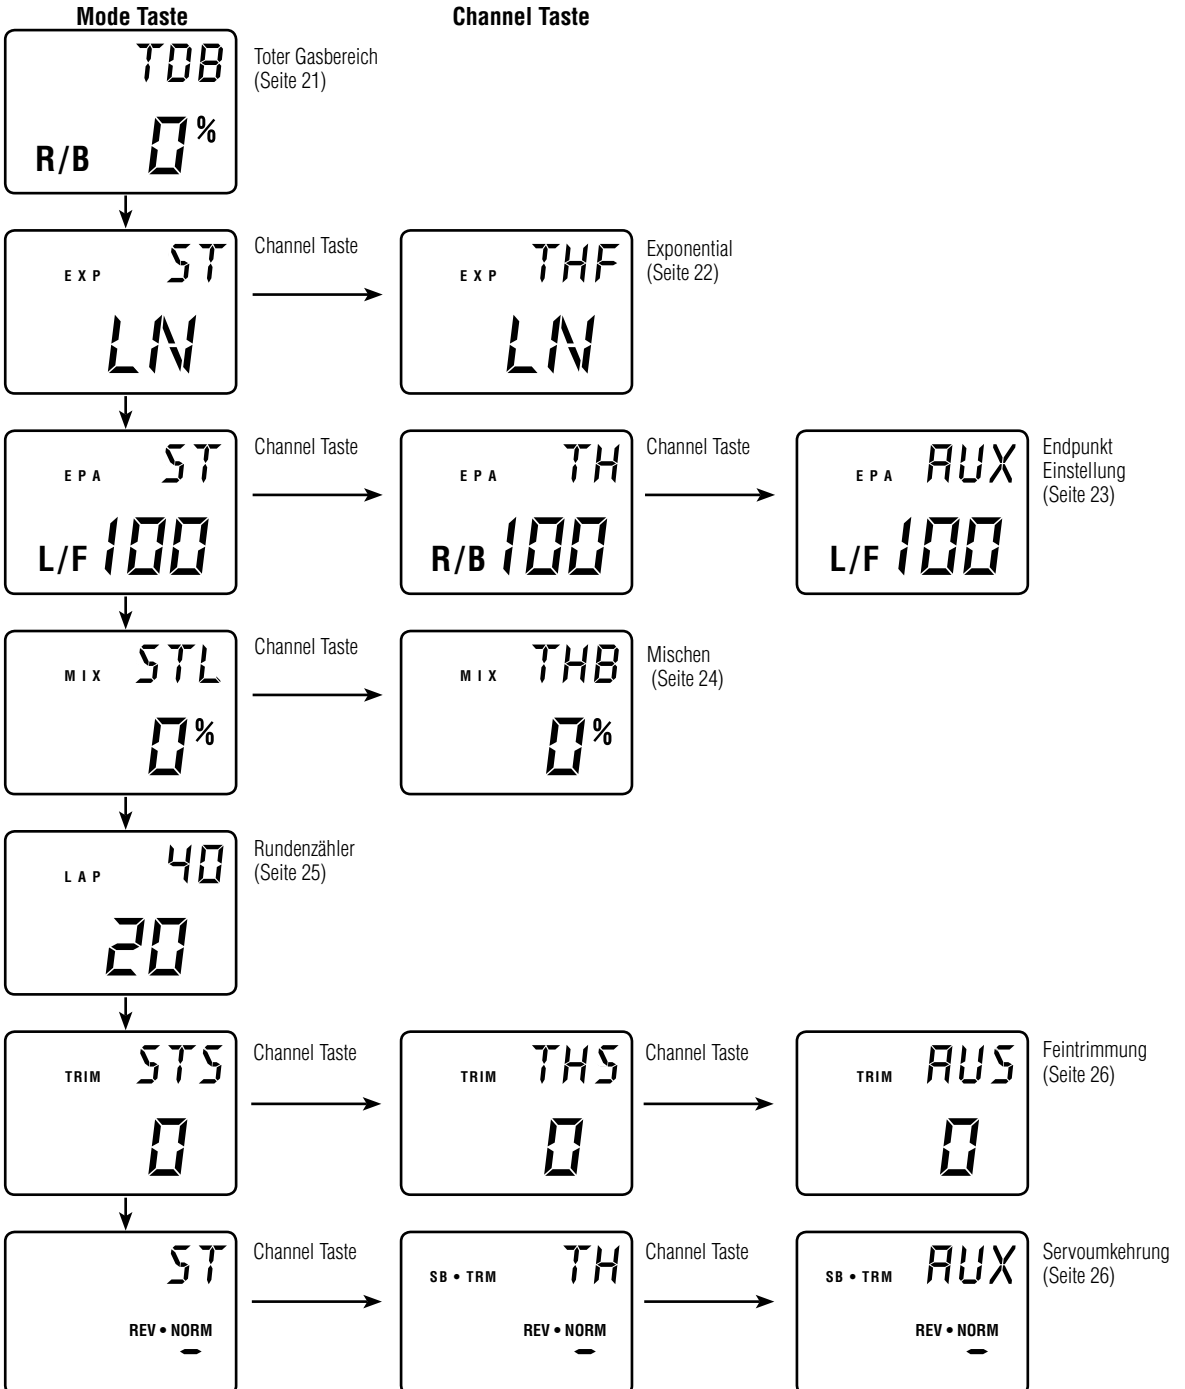 Mode Taste
Channel Taste
TDB
0%
R/B
Toter Gasbereich
(Seite 21)
EXP ST
LN
Channel Taste
EXP THF
LN
Exponential
(Seite 22)
EPA ST
L/F 100
Channel Taste
EPA TH
R/B 100
Channel Taste
EPA AUX
L/F 100
Endpunkt
Einstellung
(Seite 23)
MIX STL
0%
Channel Taste
MIX THB
0%
Mischen
(Seite 24)
LAP 40
20
Rundenzähler
(Seite 25)
TRIM STS
0
Channel Taste
TRIM THS
0
Channel Taste
TRIM AUS
0
Feintrimmung
(Seite 26)
ST
REV • NORM
Channel Taste
SB • TRM TH
REV • NORM
Channel Taste
SB • TRM AUX
REV • NORM
Servoumkehrung
(Seite 26)